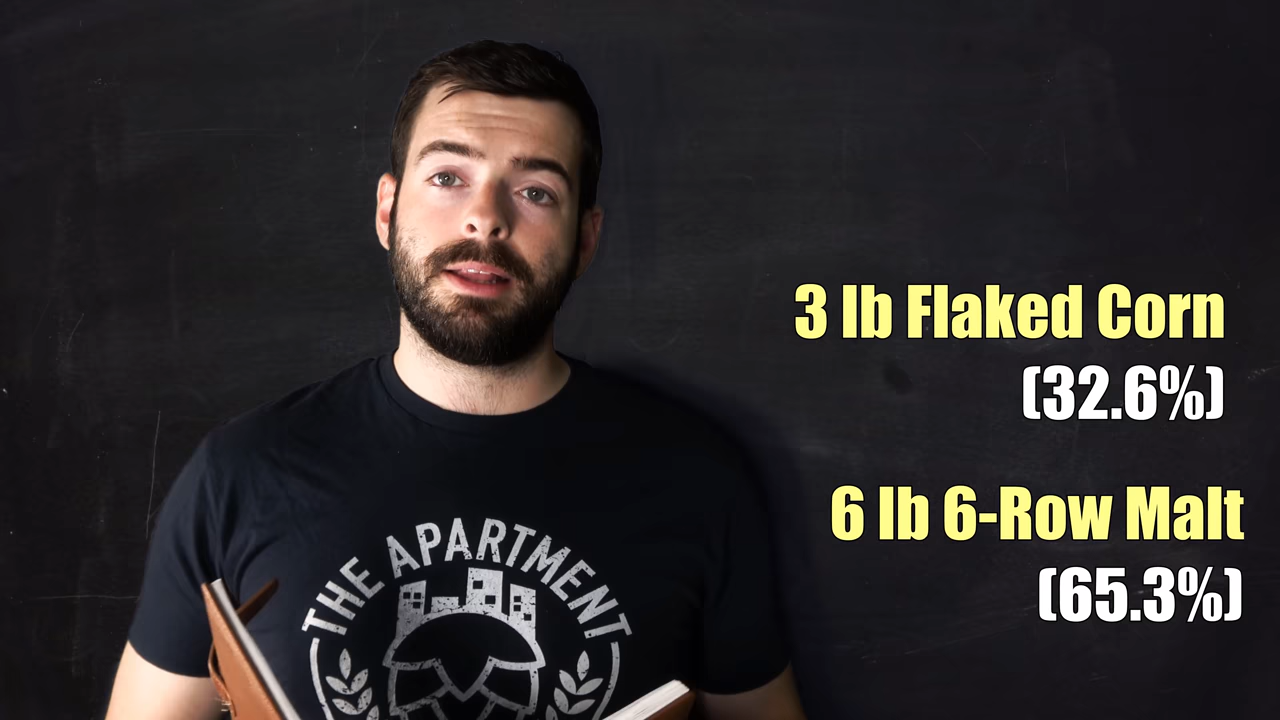 THE APARTMENT
3 lb Flaked Corn
(32.6%)
6 lb 6-Row Malt
(65.3%)